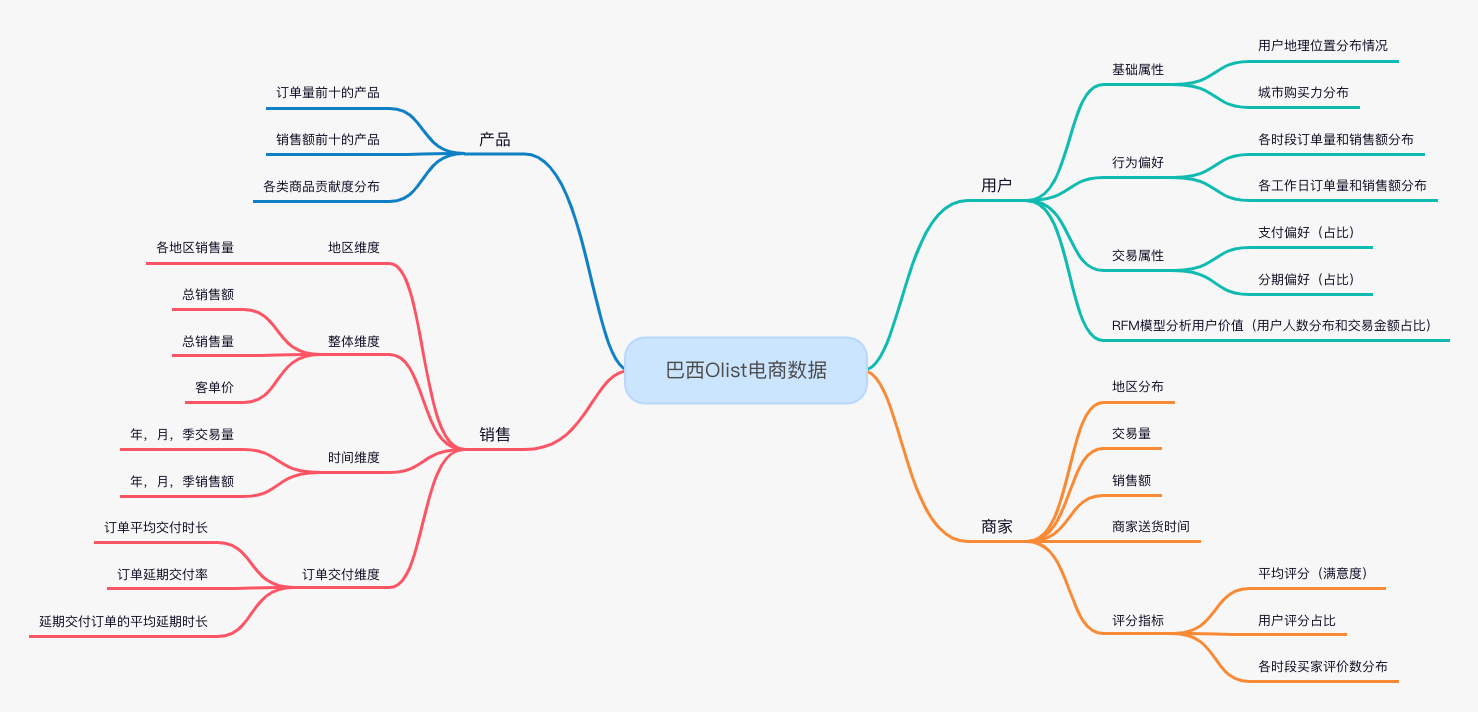 巴西Olist电商数据
产品
订单量前十的产品
销售额前十的产品
各类商品贡献度分布
销售
地区维度
各地区销售量
整体维度
总销售额
总销售量
客单价
时间维度
年，月，季交易量
年，月，季销售额
订单交付维度
订单平均交付时长
订单延期交付率
延期交付订单的平均延期时长
用户
基础属性
用户地理位置分布情况
城市购买力分布
行为偏好
各时段订单量和销售额分布
各工作日订单量和销售额分布
交易属性
支付偏好（占比）
分期偏好（占比）
RFM模型分析用户价值（用户人数分布和交易金额占比）
商家
地区分布
交易量
销售额
商家送货时间
评分指标
平均评分（满意度）
用户评分占比
各时段买家评价数分布